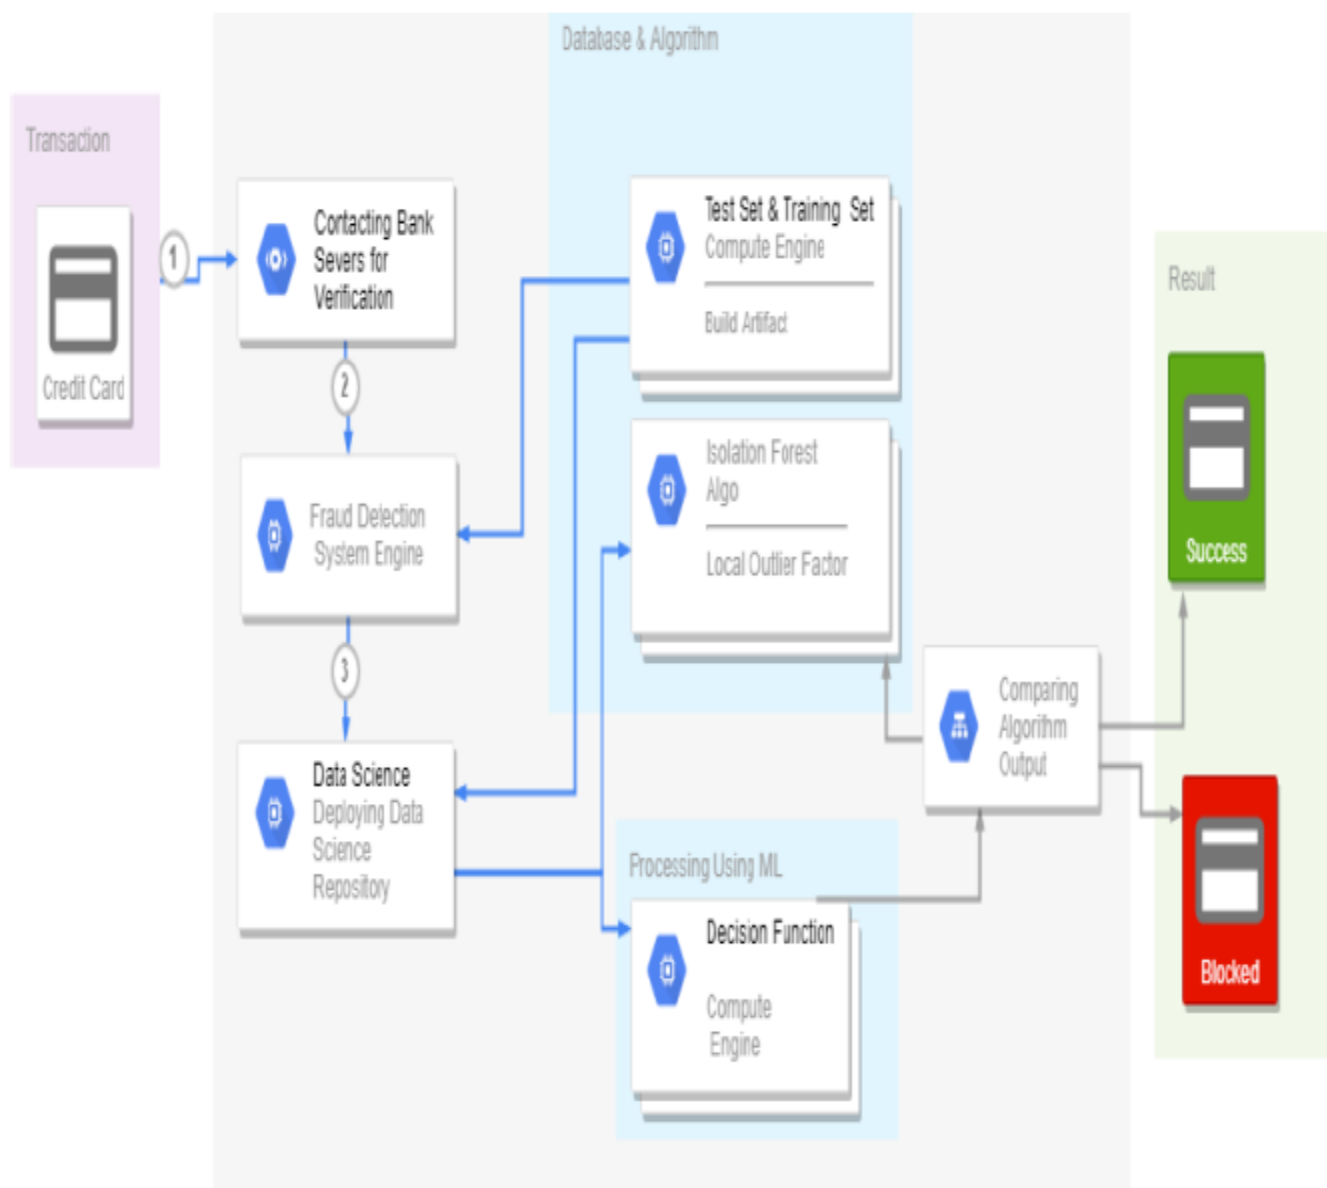 Database & Algorithm
Transaction
Credit Card
1
Contacting Bank
Severs for
Verification
2
Fraud Detection
System Engine
3
Data Science
Deploying Data
Science
Repository
Test Set & Training Set
Compute Engine
Build Artifact
Isolation Forest
Algo
Local Outlier Factor
Processing Using ML
Decision Function
Compute
Engine
Comparing
Algorithm
Output
Result
Success
Blocked